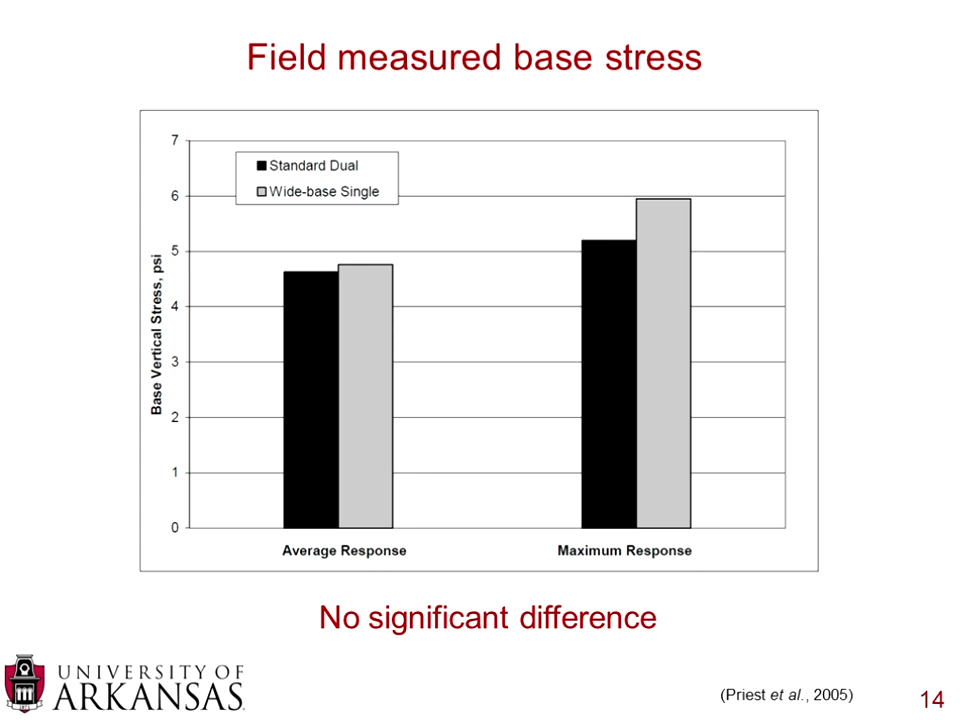 Field measured base stress
7
Standard Dual
Wide-base Single
6
5
4
3
2
1
0
Base Vertical Stress, psi
Average Response
Maximum Response
No significant difference
UNIVERSITY OF
ARKANSAS
(Priest et al., 2005)
14